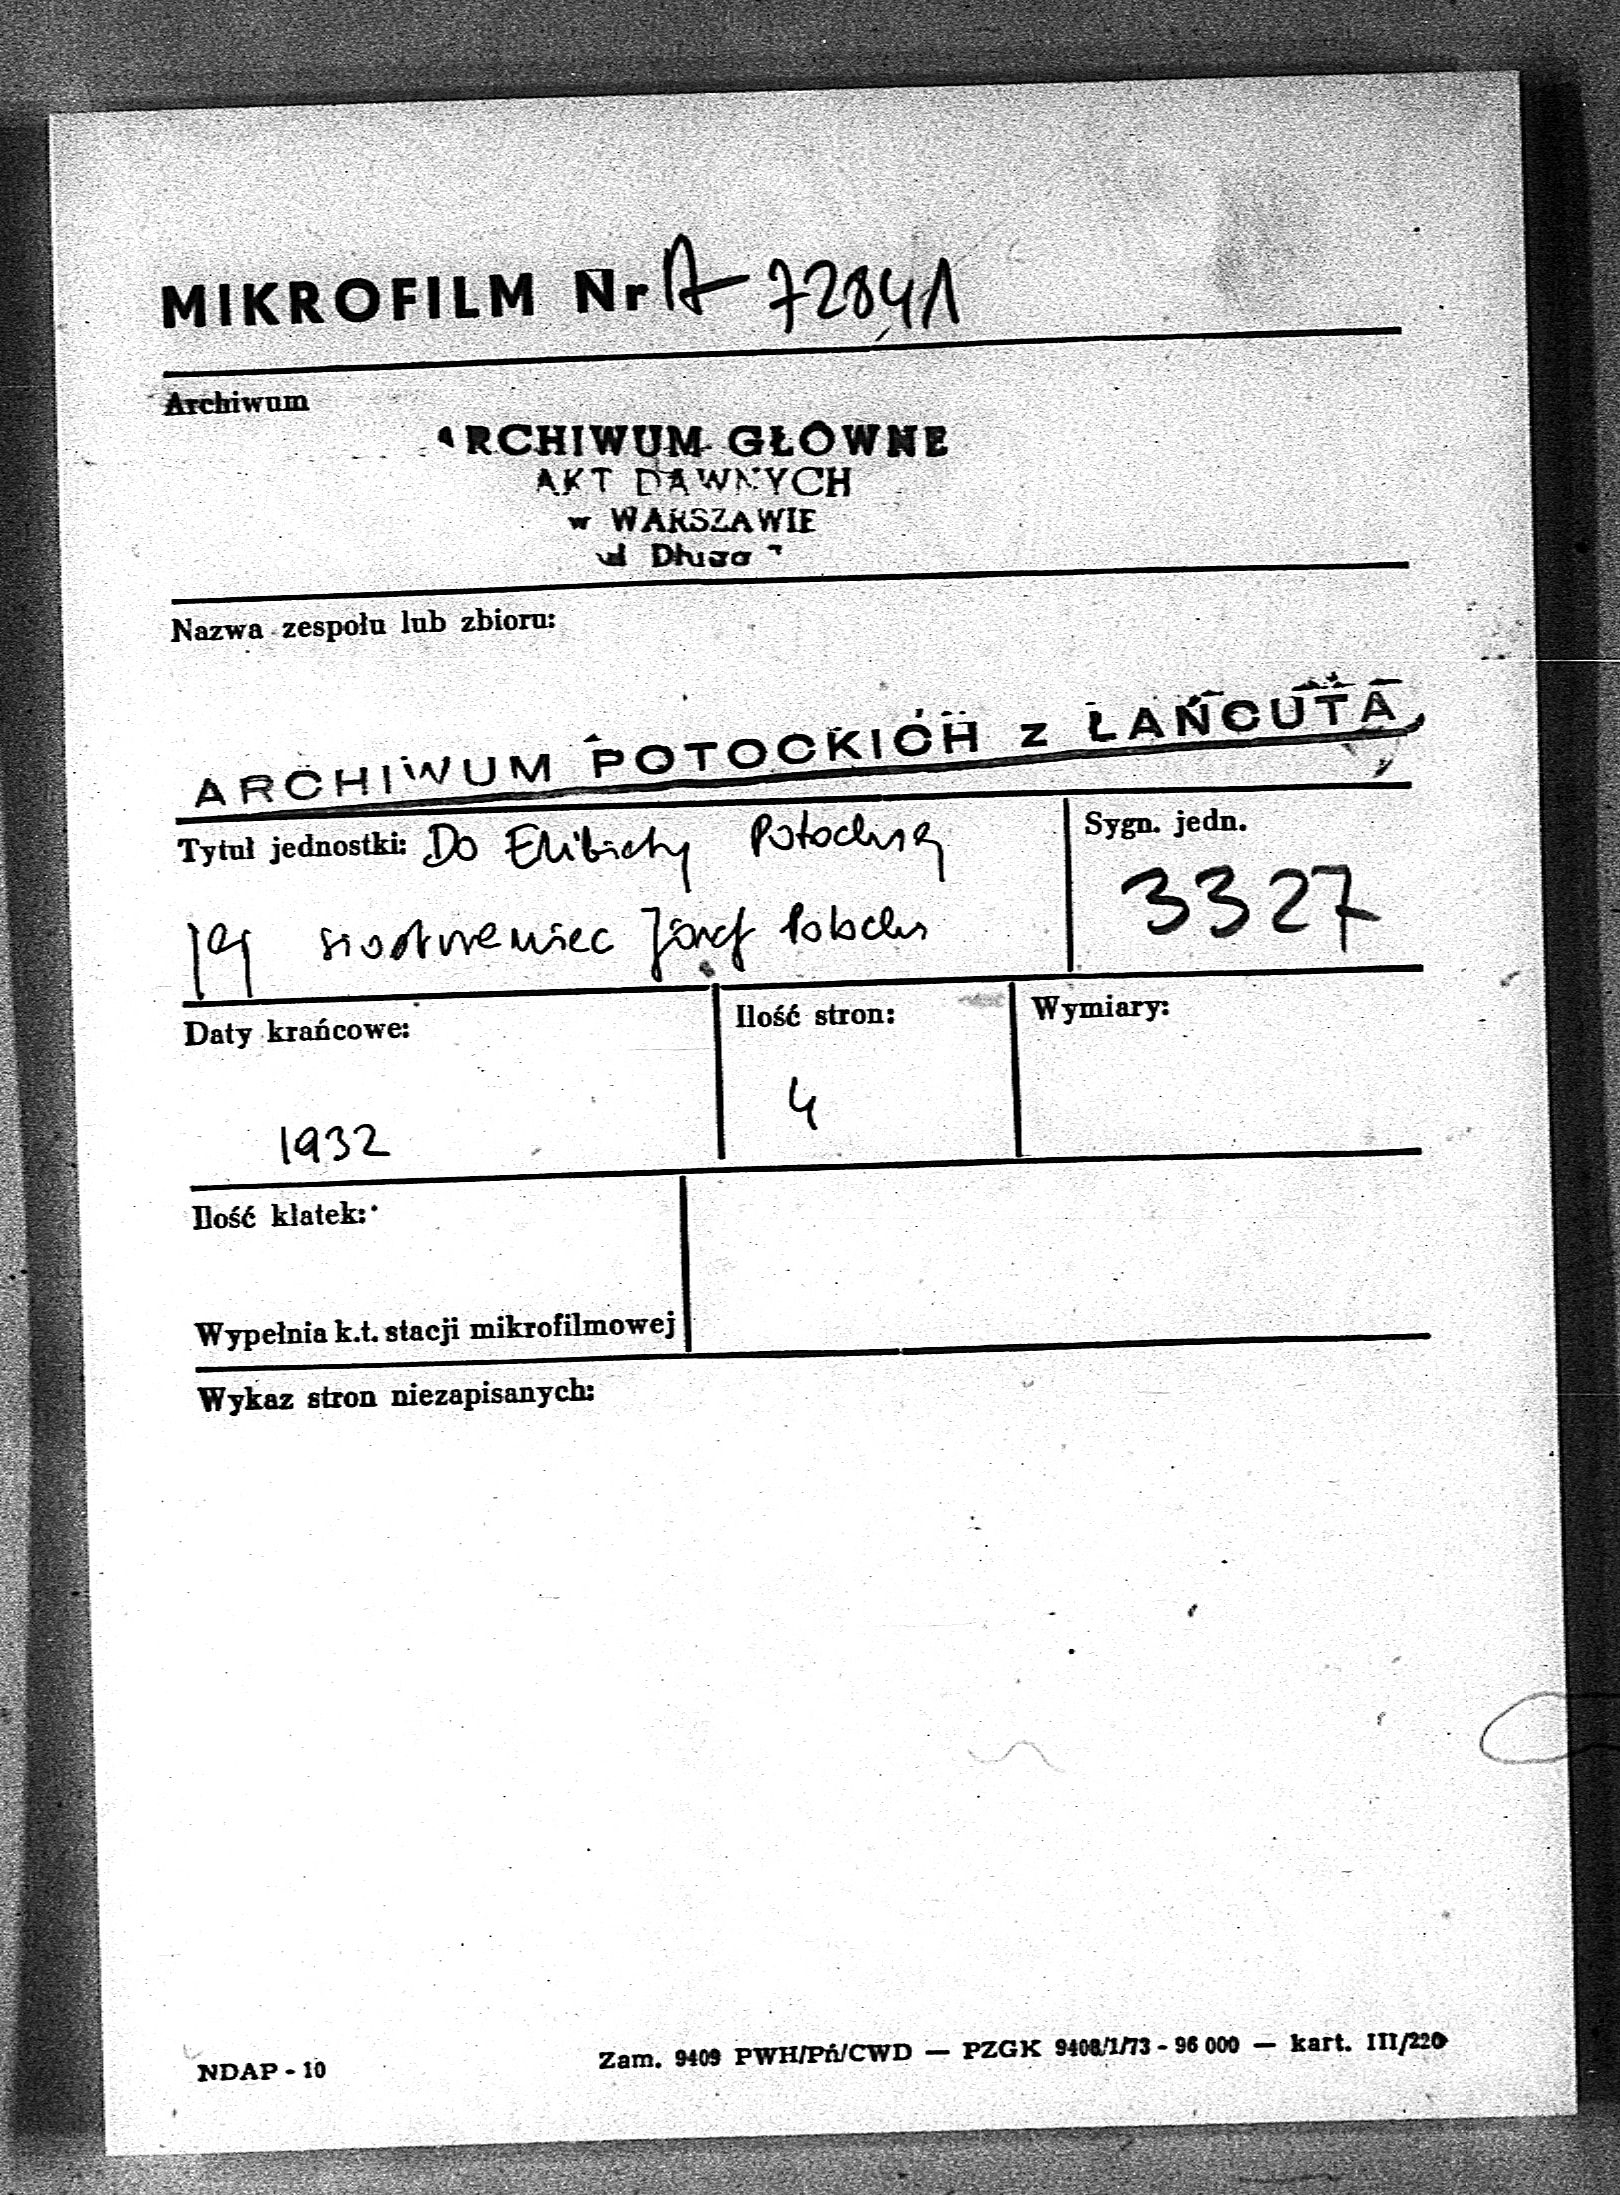 MIKROFILM Nr A-72841
Archiwum
ARCHIWUM GŁÓWNE
AKT DAWNYCH
w WARSZAWIE
ul Długa 7
Nazwa zespołu lub zbioru:
ARCHIWUM POTOCKICH z ŁAŃCUTA
Tytuł jednostki: Do Elżbiety Potockiej
jej siostrzeniec Józef Potocki
Sygn. jedn.
3327
Daty krańcowe:
1932
Ilość stron:
4
Wymiary:
Ilość klatek:
Wypełnia k.t. stacji mikrofilmowej
Wykaz stron niezapisanych:
NDAP - 10
Zam. 9409 PWH/Pń/CWD — PZGK 9408/1/73 - 96 000 — kart. III/220